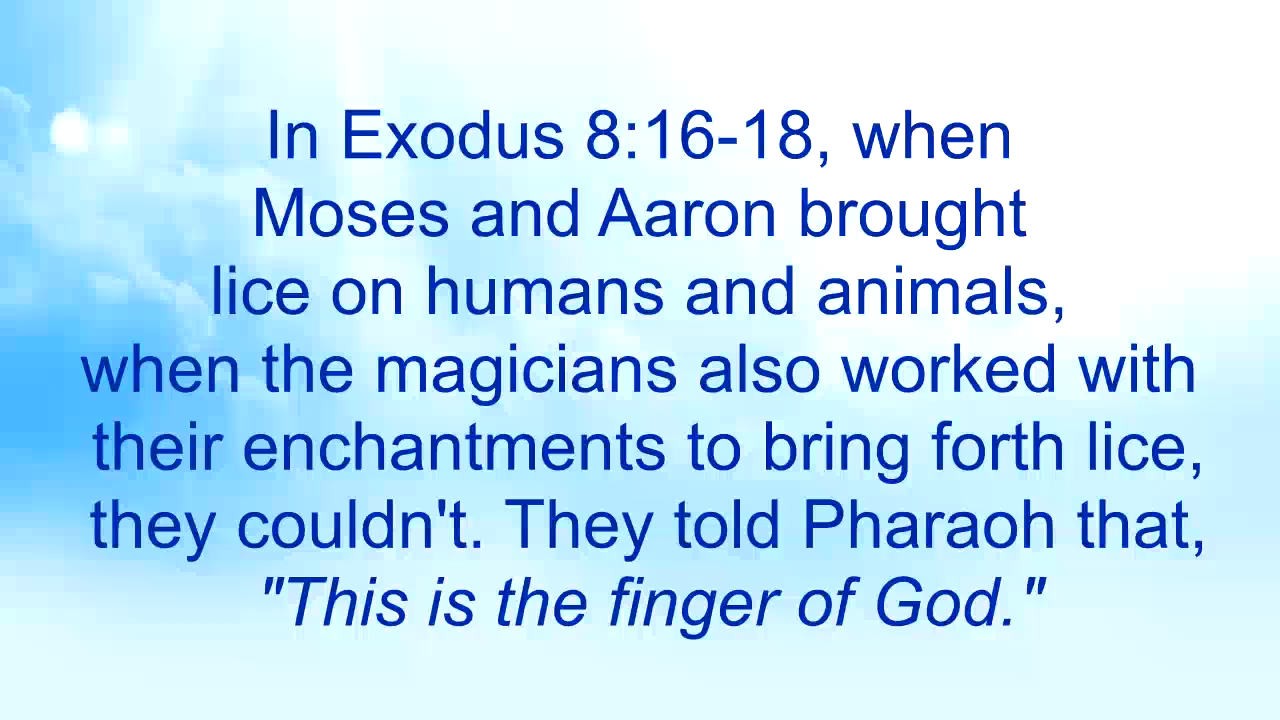 In Exodus 8:16-18, when
Moses and Aaron brought
lice on humans and animals,
when the magicians also worked with
their enchantments to bring forth lice,
they couldn't. They told Pharaoh that,
"This is the finger of God."